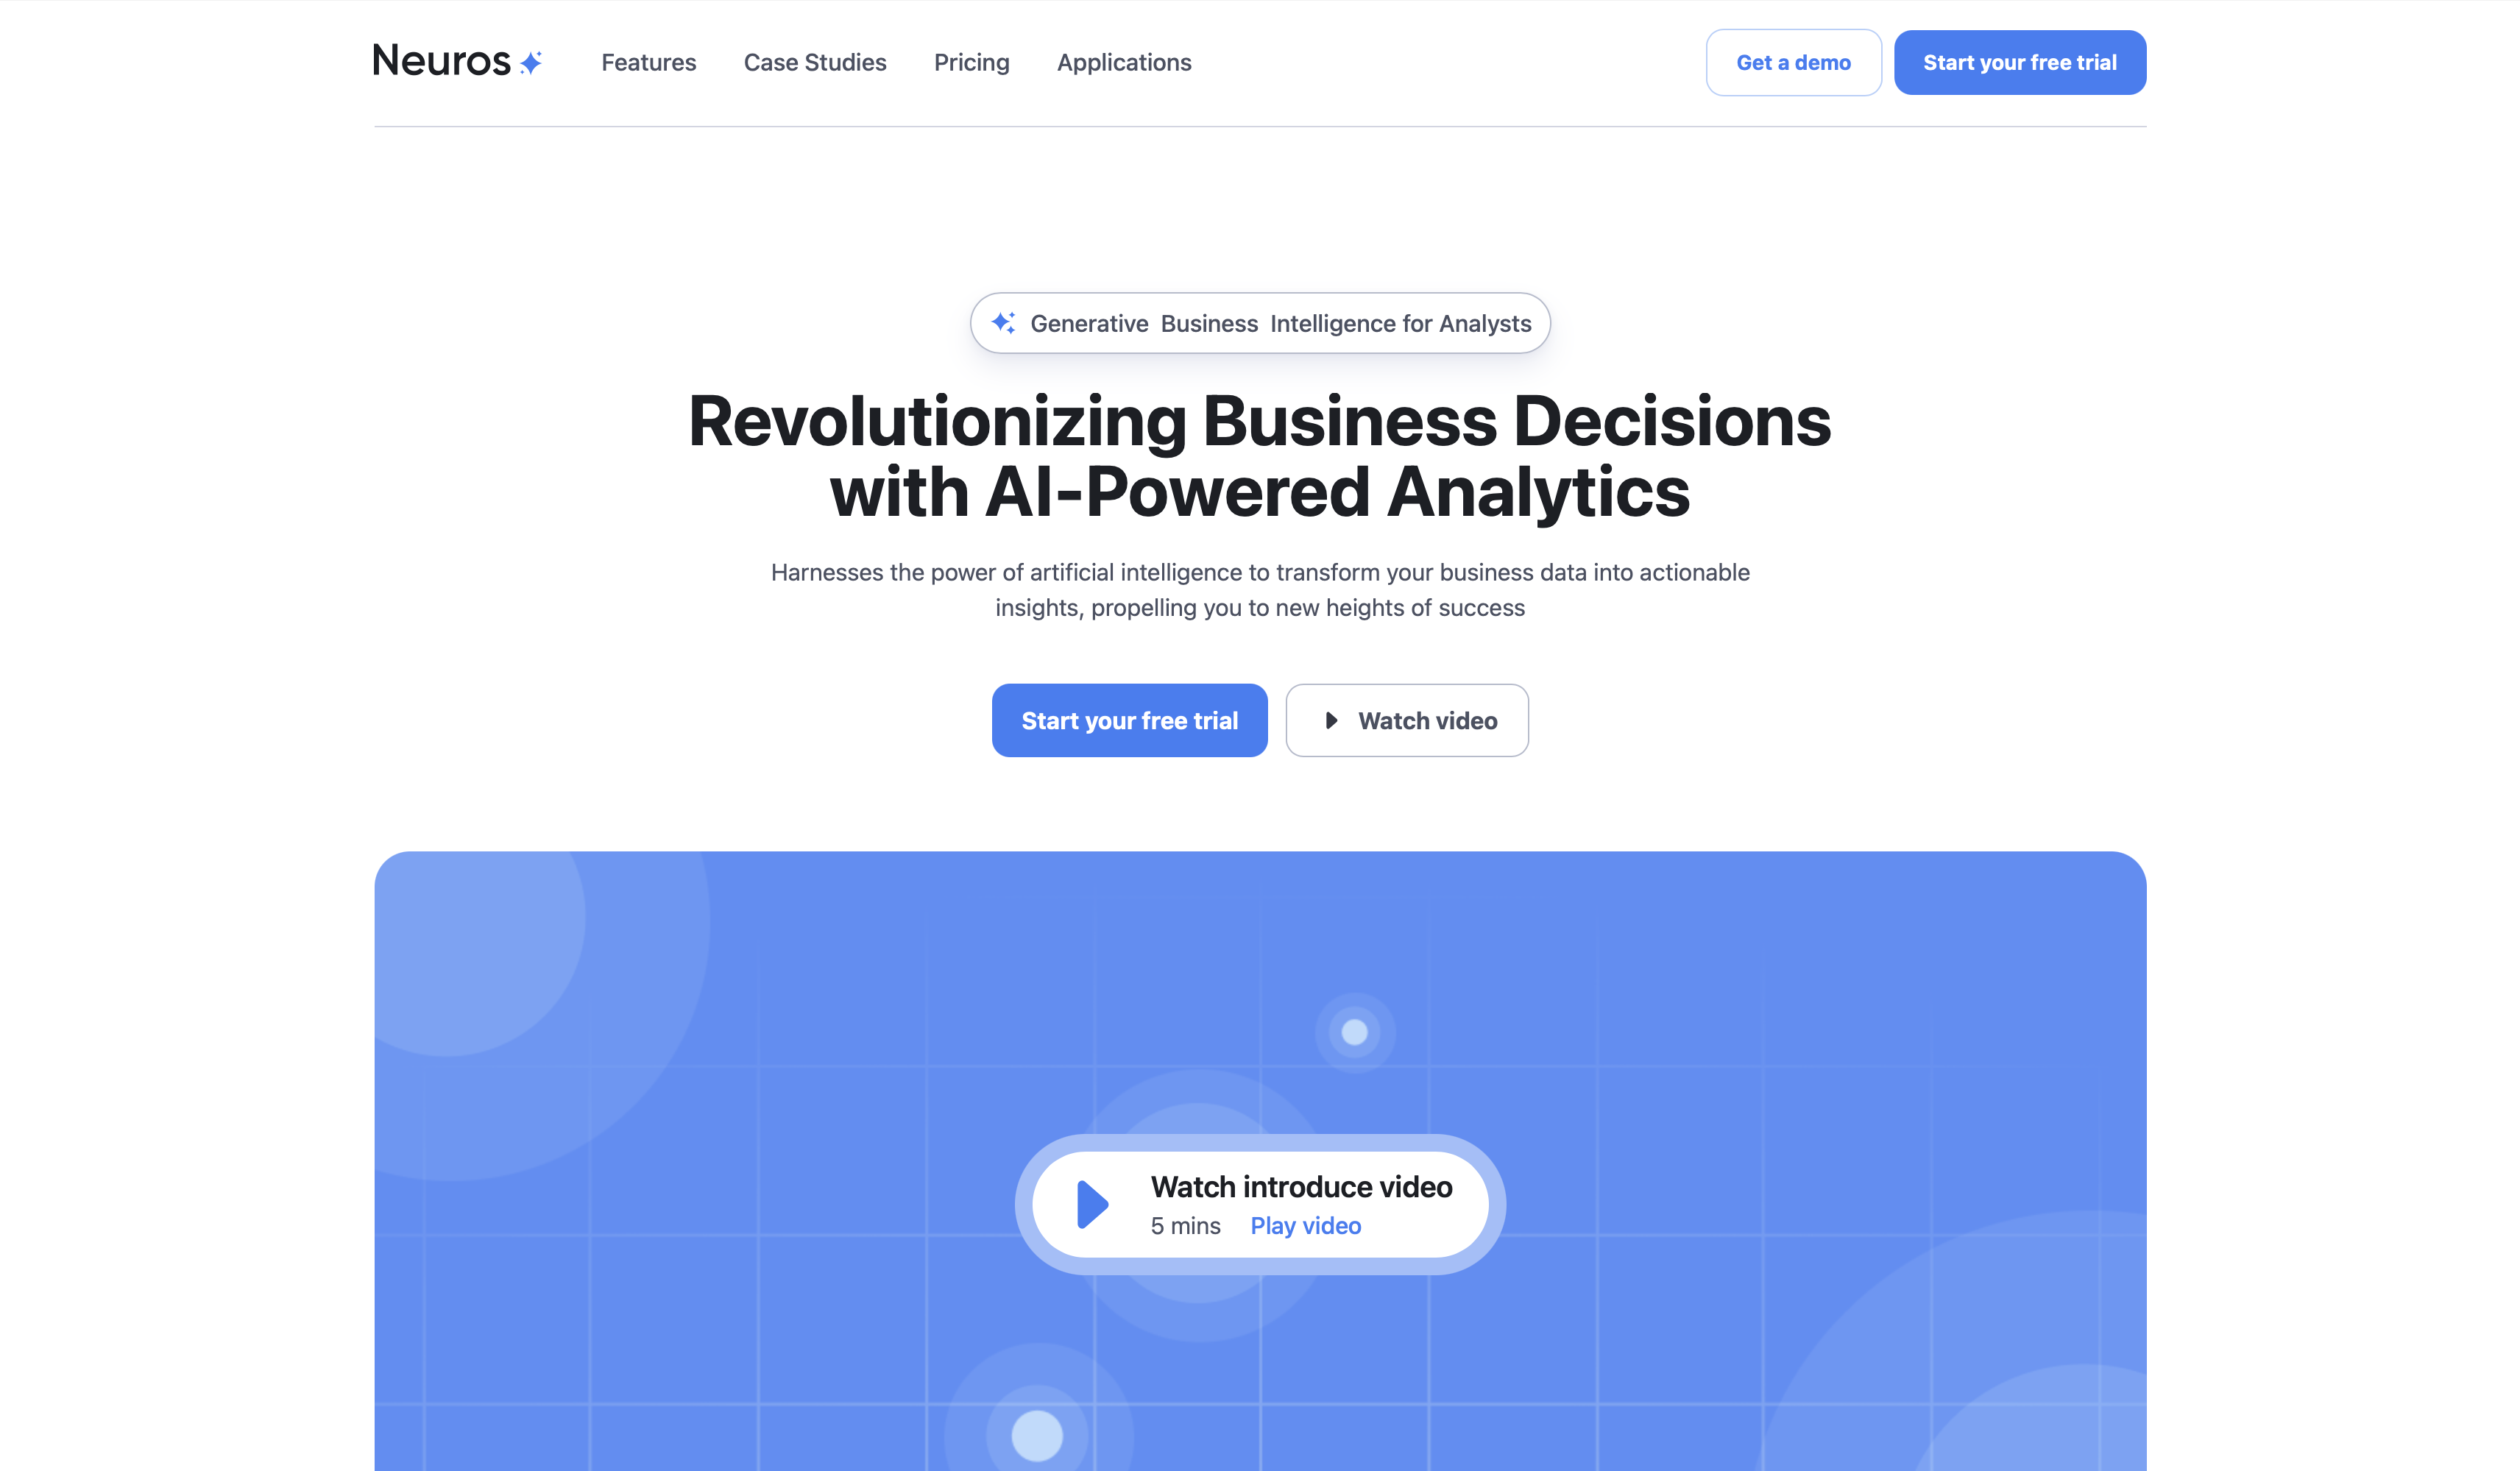 Neuros
Features
Case Studies
Pricing
Applications
Get a demo
Start your free trial
Generative Business Intelligence for Analysts
Revolutionizing Business Decisions
with AI-Powered Analytics
Harnesses the power of artificial intelligence to transform your business data into actionable
insights, propelling you to new heights of success
Start your free trial
Watch video
Watch introduce video
5 mins
Play video